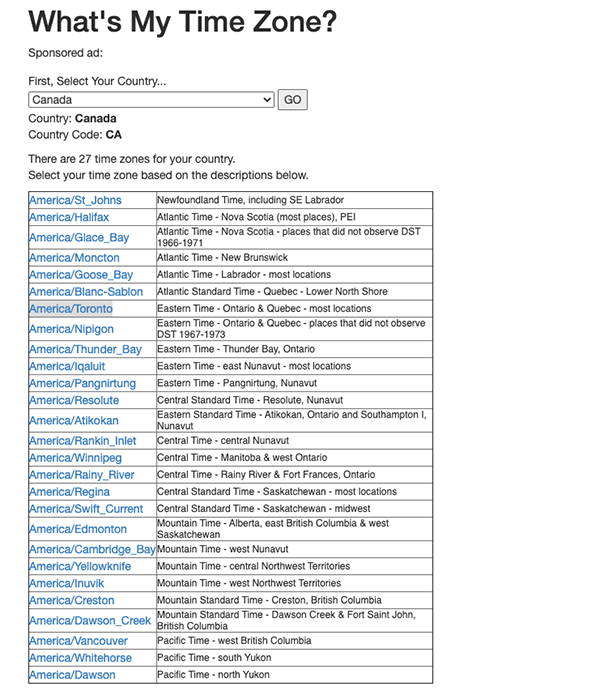 What's My Time Zone?
Sponsored ad:
First, Select Your Country...
Canada GO
Country: Canada
Country Code: CA
There are 27 time zones for your country.
Select your time zone based on the descriptions below.
America/St_Johns Newfoundland Time, including SE Labrador
America/Halifax Atlantic Time - Nova Scotia (most places), PEI
America/Glace_Bay Atlantic Time - Nova Scotia - places that did not observe DST
1966-1971
America/Moncton Atlantic Time - New Brunswick
America/Goose_Bay Atlantic Time - Labrador - most locations
America/Blanc-Sablon Atlantic Standard Time - Quebec - Lower North Shore
America/Toronto Eastern Time - Ontario & Quebec - most locations
America/Nipigon Eastern Time - Ontario & Quebec - places that did not observe
DST 1967-1973
America/Thunder_Bay Eastern Time - Thunder Bay, Ontario
America/Iqaluit Eastern Time - east Nunavut - most locations
America/Pangnirtung Eastern Time - Pangnirtung, Nunavut
America/Resolute Central Standard Time - Resolute, Nunavut
America/Atikokan Eastern Standard Time - Atikokan, Ontario and Southampton I,
Nunavut
America/Rankin_Inlet Central Time - central Nunavut
America/Winnipeg Central Time - Manitoba & west Ontario
America/Rainy_River Central Time - Rainy River & Fort Frances, Ontario
America/Regina Central Standard Time - Saskatchewan - most locations
America/Swift_Current Central Standard Time - Saskatchewan - midwest
America/Edmonton Mountain Time - Alberta, east British Columbia & west
Saskatchewan
America/Cambridge_Bay Mountain Time - west Nunavut
America/Yellowknife Mountain Time - central Northwest Territories
America/Inuvik Mountain Time - west Northwest Territories
America/Creston Mountain Standard Time - Creston, British Columbia
America/Dawson_Creek Mountain Standard Time - Dawson Creek & Fort Saint John,
British Columbia
America/Vancouver Pacific Time - west British Columbia
America/Whitehorse Pacific Time - south Yukon
America/Dawson Pacific Time - north Yukon